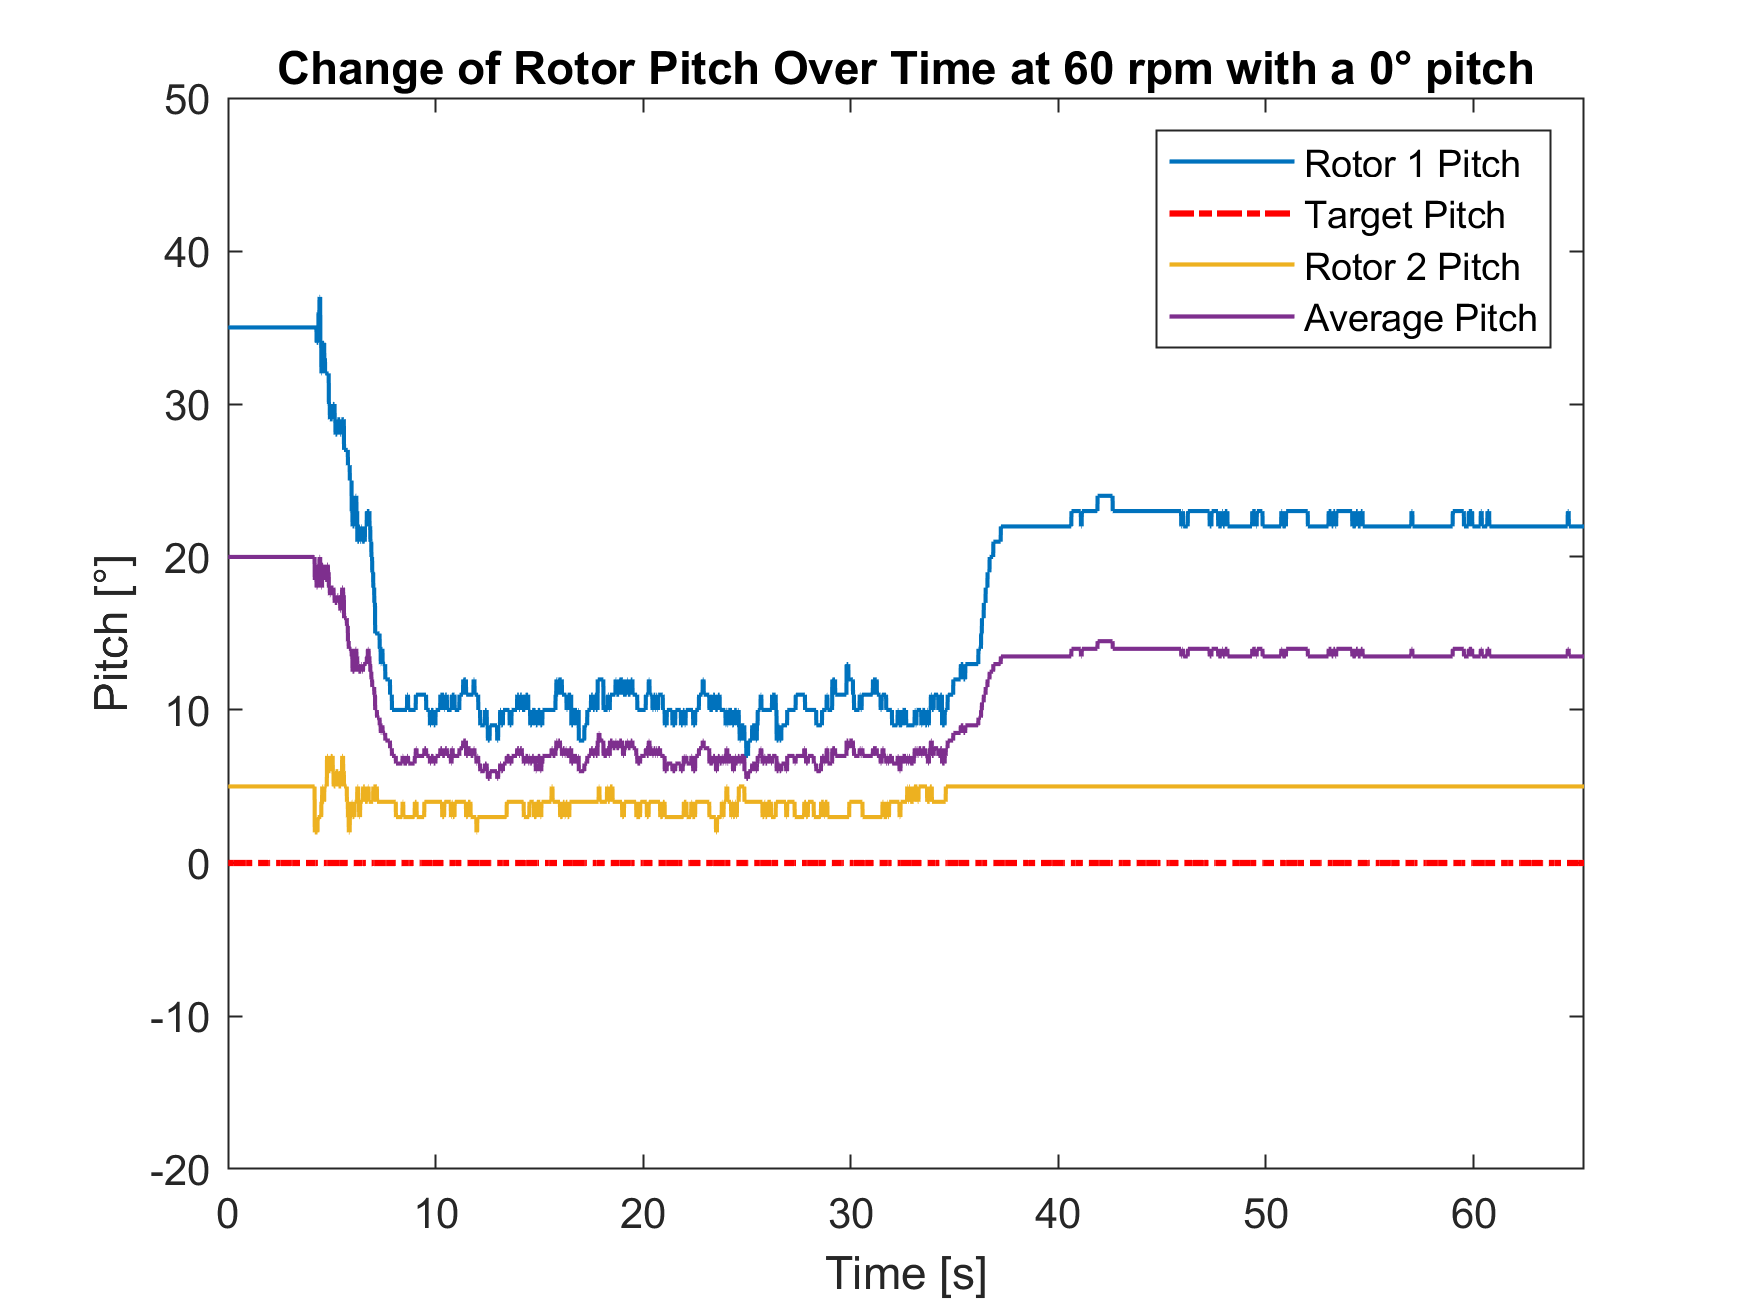 Change of Rotor Pitch Over Time at 60 rpm with a 0° pitch
50
40
30
20
10
0
-10
-20
Pitch [°]
Rotor 1 Pitch
Target Pitch
Rotor 2 Pitch
Average Pitch
0 10 20 30 40 50 60
Time [s]